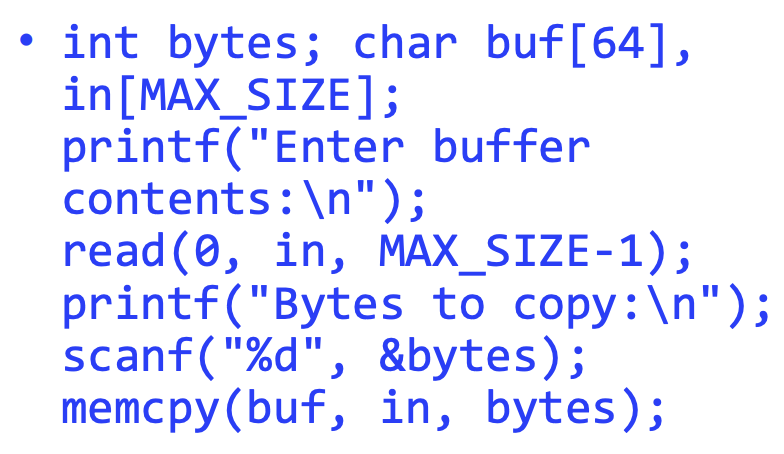 • int bytes; char buf[64],
in[MAX_SIZE];
printf("Enter buffer
contents:\n");
read(0, in, MAX_SIZE-1);
printf("Bytes to copy:\n");
scanf("%d", &bytes);
memcpy(buf, in, bytes);